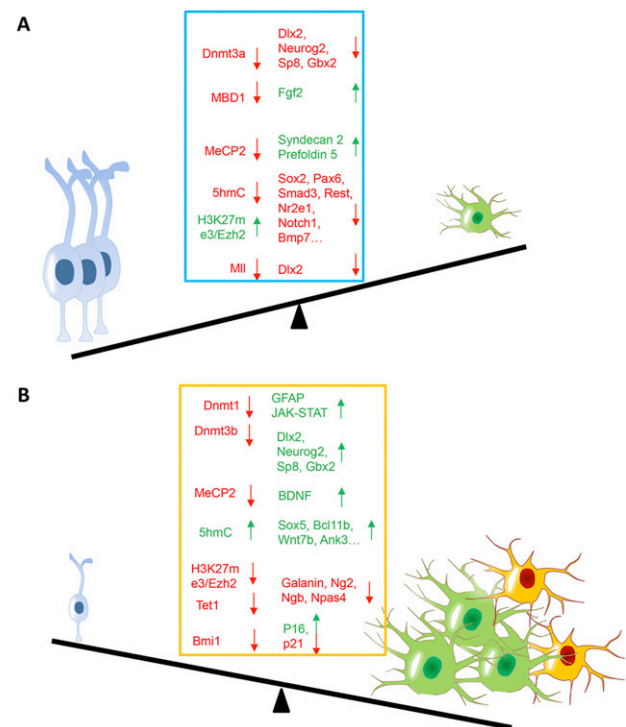 A
Dnmt3a
Dlx2,
Neurog2,
Sp8, Gbx2
MBD1
Fgf2
MeCP2
Syndecan 2
Prefoldin 5
5hmC
H3K27m
e3/Ezh2
Sox2, Pax6,
Smad3, Rest,
Nr2e1,
Notch1,
Bmp7...
Mll
Dlx2
B
Dnmt1
GFAP
JAK-STAT
Dnmt3b
Dlx2,
Neurog2,
Sp8, Gbx2
MeCP2
BDNF
5hmC
Sox5, Bcl11b,
Wnt7b, Ank3...
H3K27m
e3/Ezh2
Tet1
Galanin, Ng2,
Ngb, Npas4
Bmi1
P16,
p21